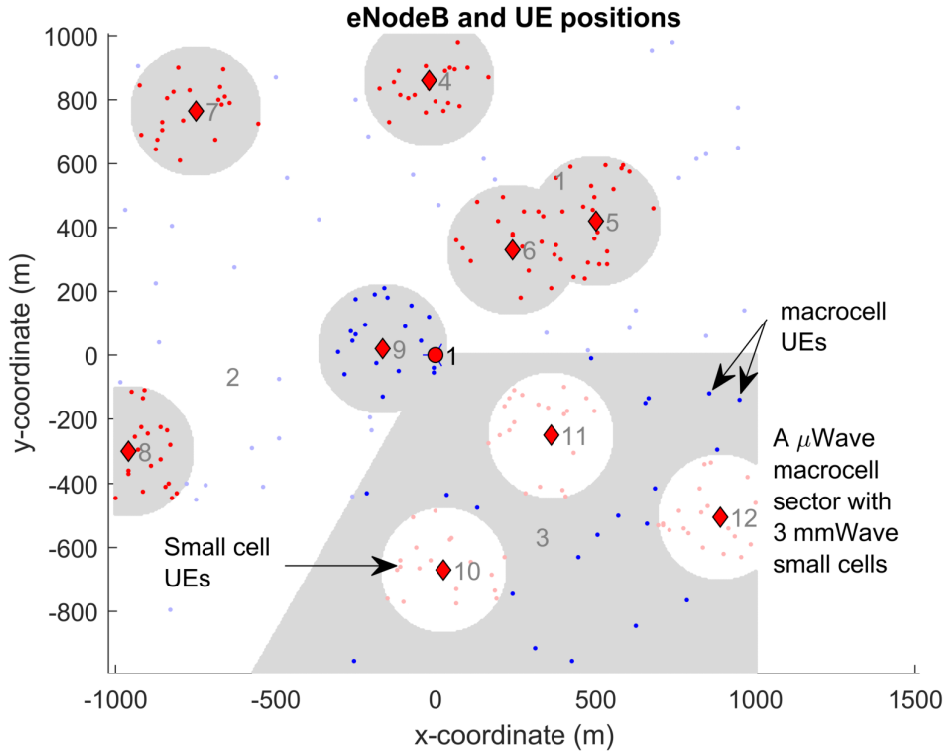 eNodeB and UE positions
1000
800
600
400
200
0
-200
-400
-600
-800
y-coordinate (m)
-1000
-500
0
500
1000
1500
x-coordinate (m)
7
4
1
5
6
9
1
2
8
11
12
3
10
macrocell
UEs
A μWave
macrocell
sector with
3 mmWave
small cells
Small cell
UEs